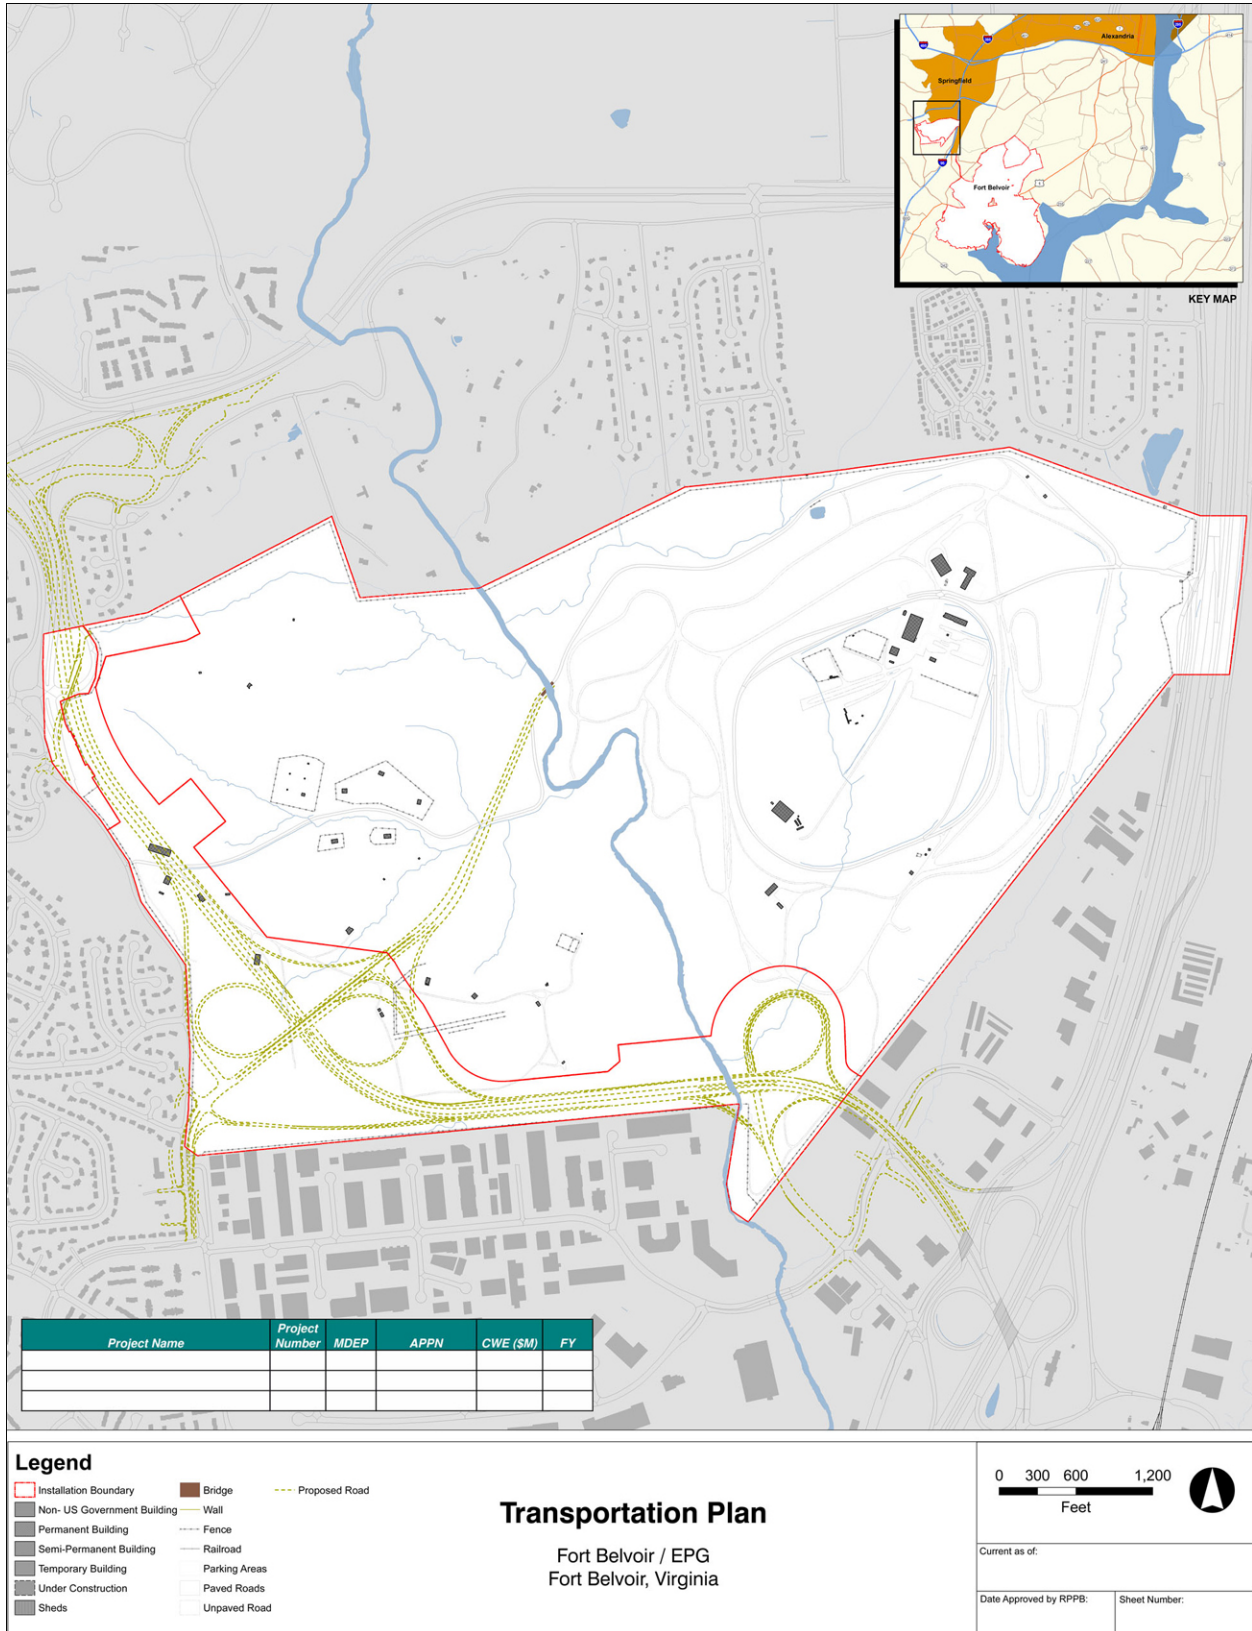 Alexandria
Springfield
Fort Belvoir
KEY MAP
Project Name
Project Number
MDEP
APPN
CWE ($M)
FY
Legend
Installation Boundary
Non- US Government Building
Permanent Building
Semi-Permanent Building
Temporary Building
Under Construction
Sheds
Bridge
Wall
Fence
Railroad
Parking Areas
Paved Roads
Unpaved Road
Proposed Road
Transportation Plan
Fort Belvoir / EPG
Fort Belvoir, Virginia
0 300 600 1,200
Feet
Current as of:
Date Approved by RPPB:
Sheet Number: